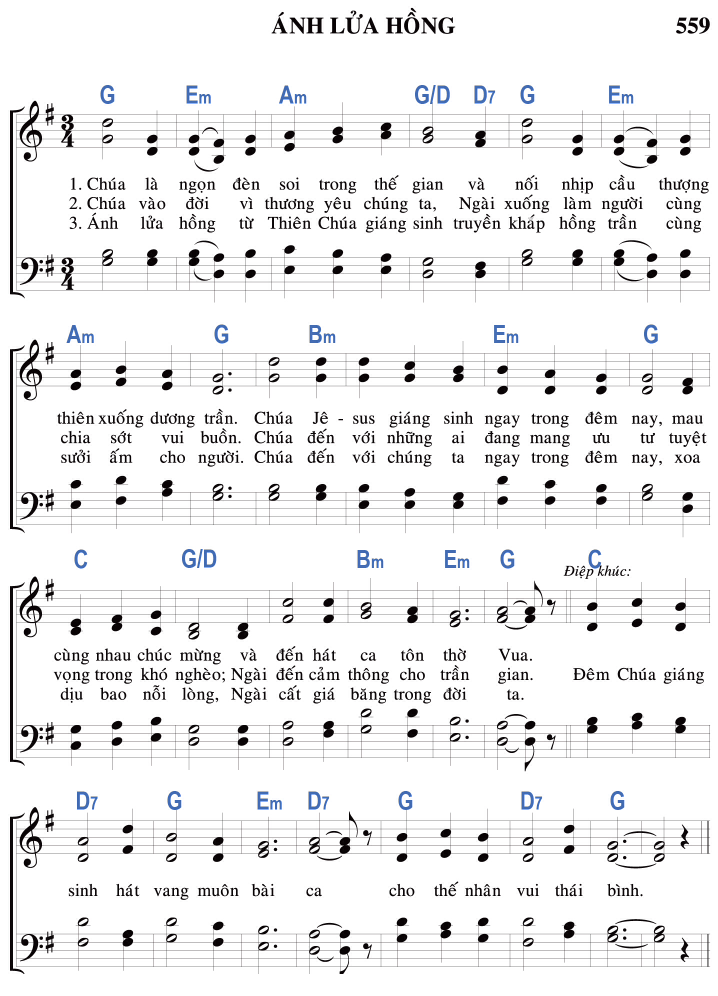 ÁNH LỬA HỒNG 559
G Em Am G/D D7 G Em
3 4
1. Chúa là ngọn đèn soi trong thế gian và nối nhịp cầu thượng
2. Chúa vào đời vì thương yêu chúng ta, Ngài xuống làm người cùng
3. Ánh lửa hồng từ Thiên Chúa giáng sinh truyền khắp hồng trần cùng
3 4
Am G Bm Em G
thiên xuống dương trần. Chúa Jê - sus giáng sinh ngay trong đêm nay, mau
chia sớt vui buồn. Chúa đến với những ai đang mang ưu tư tuyệt
sưởi ấm cho người. Chúa đến với chúng ta ngay trong đêm nay, xoa
C G/D Bm Em G C
Điệp khúc:
cùng nhau chúc mừng và đến hát ca tôn thờ Vua.
vọng trong khó nghèo; Ngài đến cảm thông cho trần gian. Đêm Chúa giáng
dịu bao nỗi lòng, Ngài cất giá băng trong đời ta.
D7 G Em D7 G D7 G
sinh hát vang muôn bài ca cho thế nhân vui thái bình.